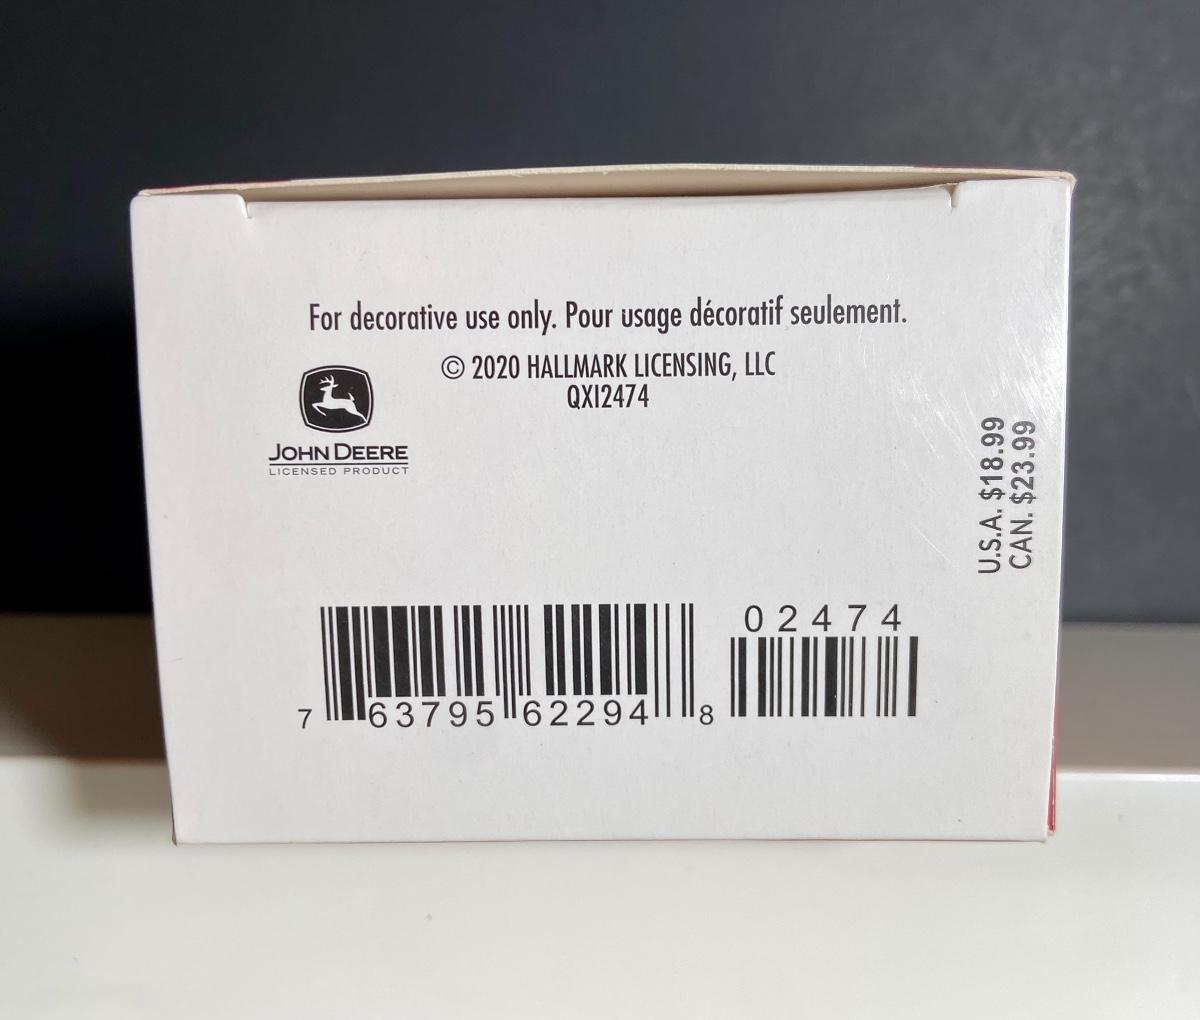 For decorative use only. Pour usage décoratif seulement.
© 2020 HALLMARK LICENSING, LLC
QXI2474
JOHN DEERE
LICENSED PRODUCT
U.S.A. $18.99
CAN. $23.99
02474
7 63795 62294 8